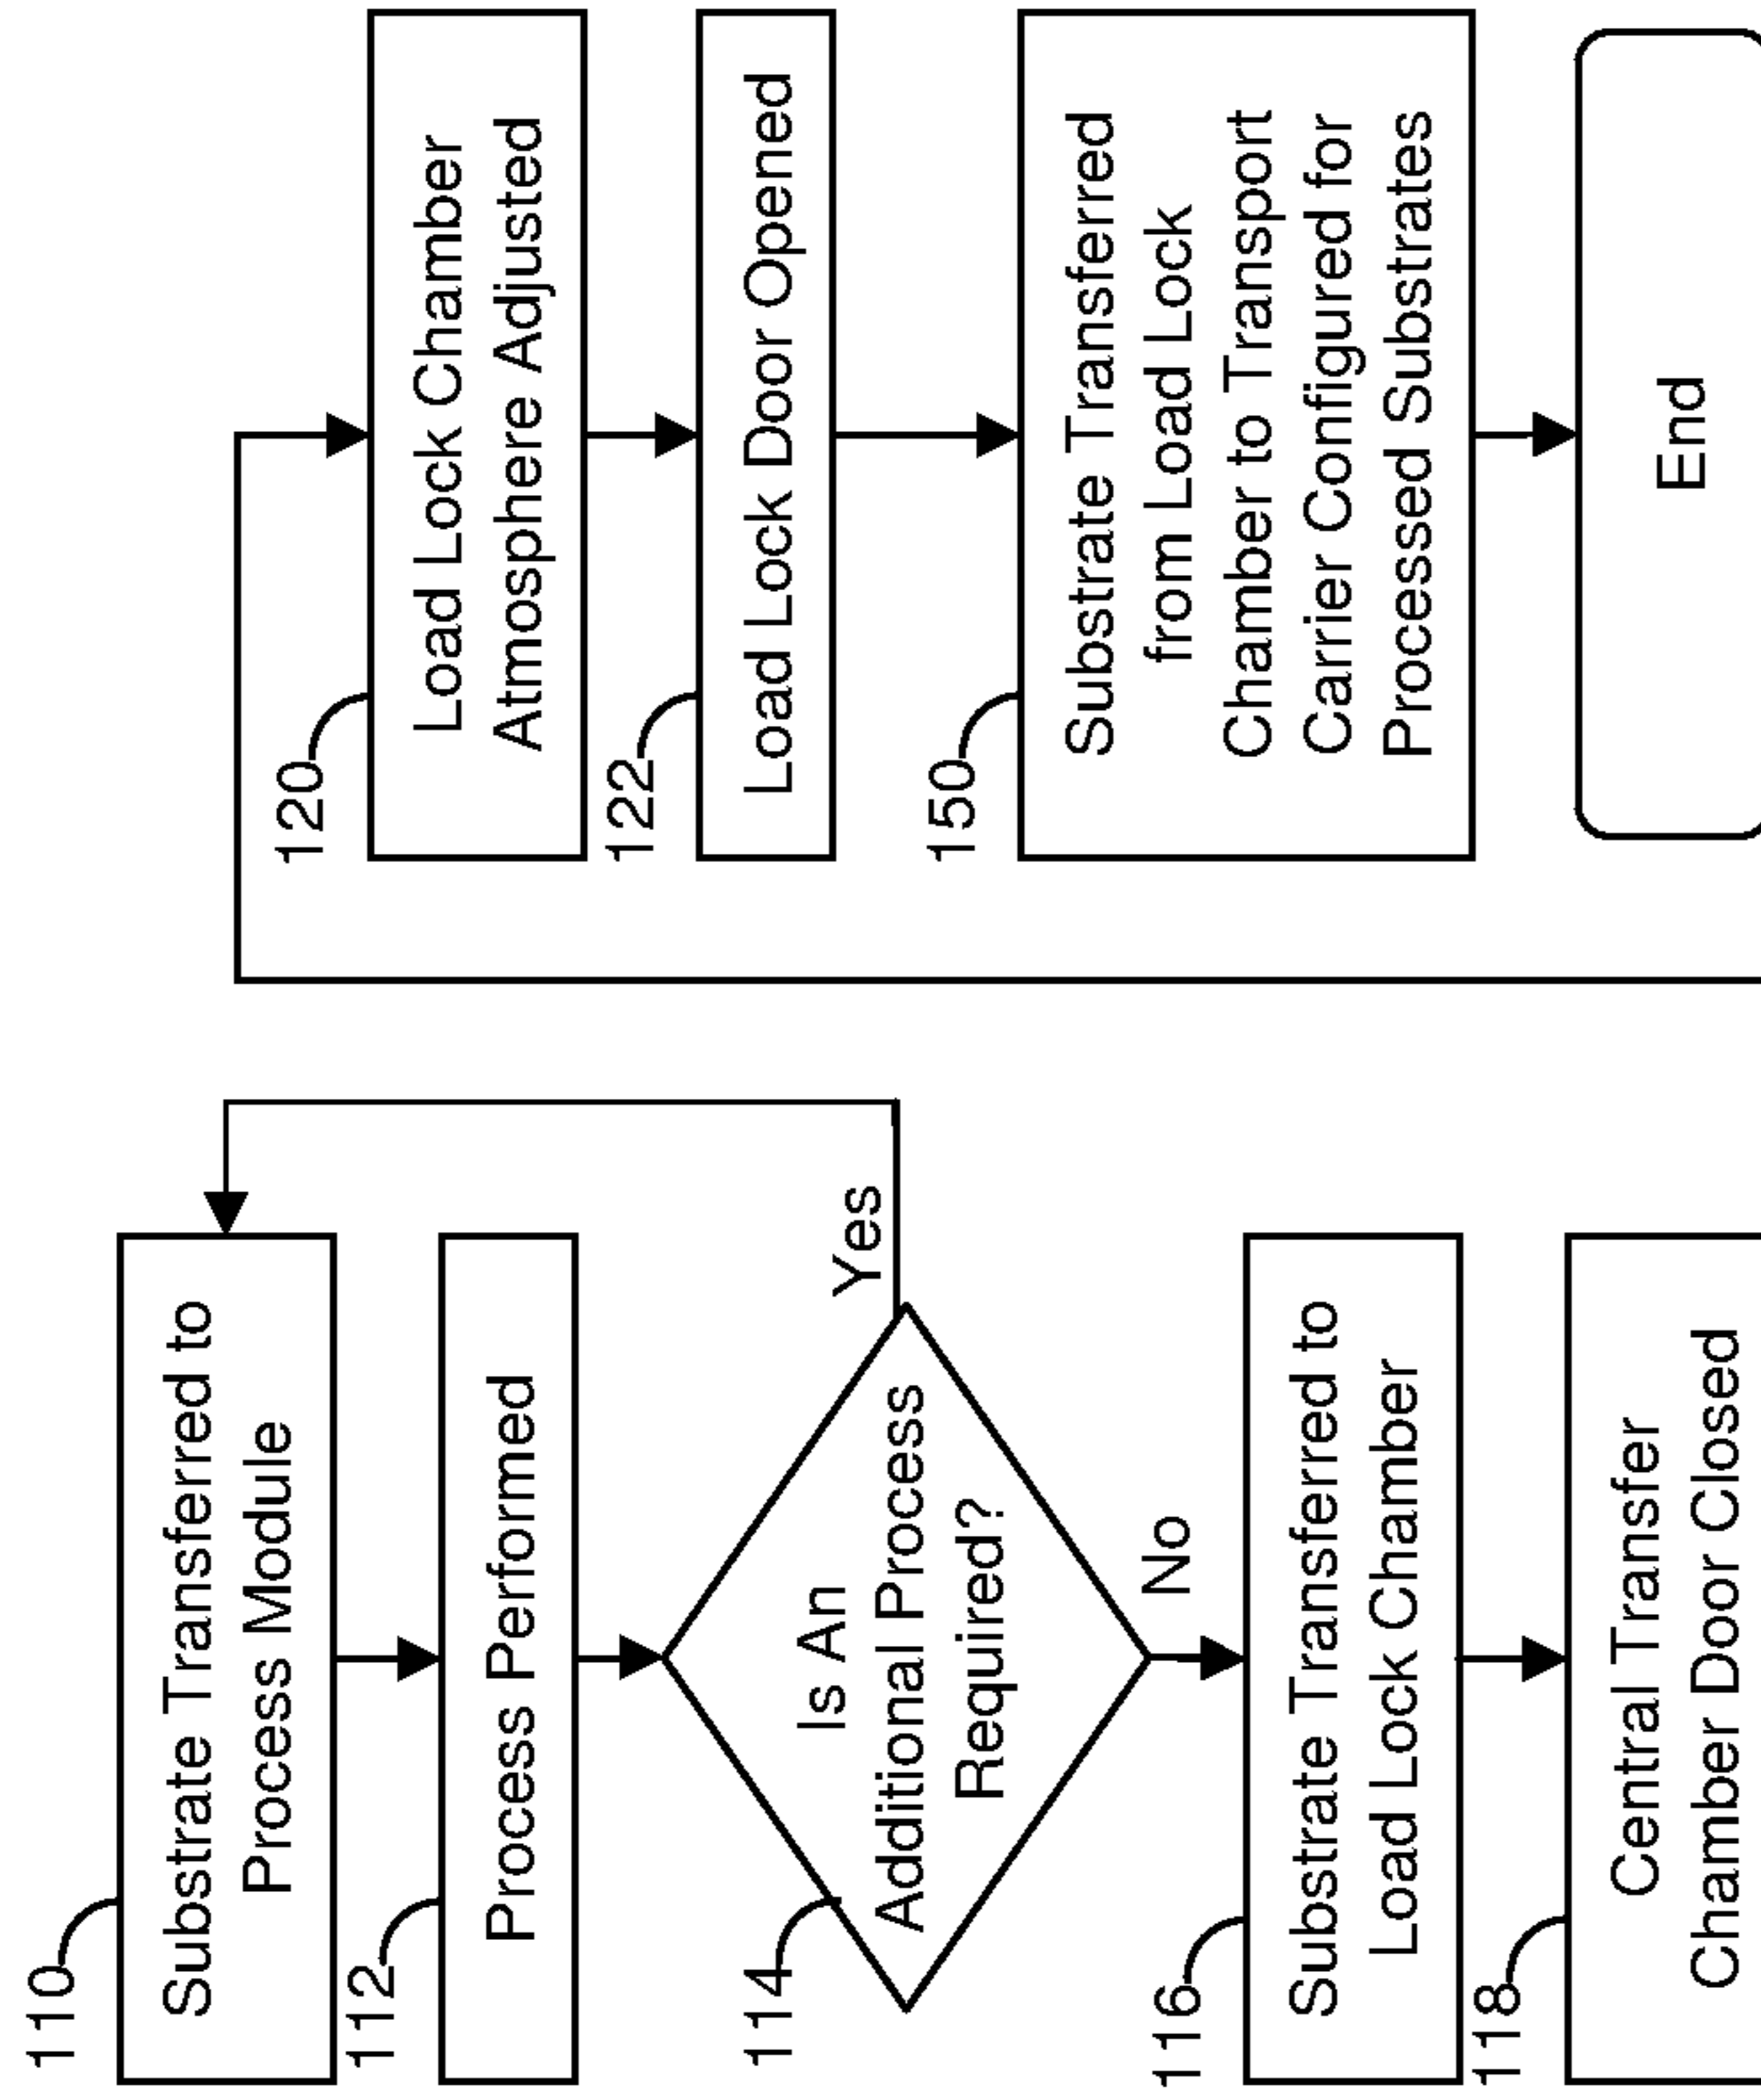 110
Substrate Transferred to
Process Module
112
Process Performed
114
Is An
Additional Process
Required?
Yes
No
116
Substrate Transferred to
Load Lock Chamber
118
Central Transfer
Chamber Door Closed
120
Load Lock Chamber
Atmosphere Adjusted
122
Load Lock Door Opened
150
Substrate Transferred
from Load Lock
Chamber to Transport
Carrier Configured for
Processed Substrates
End